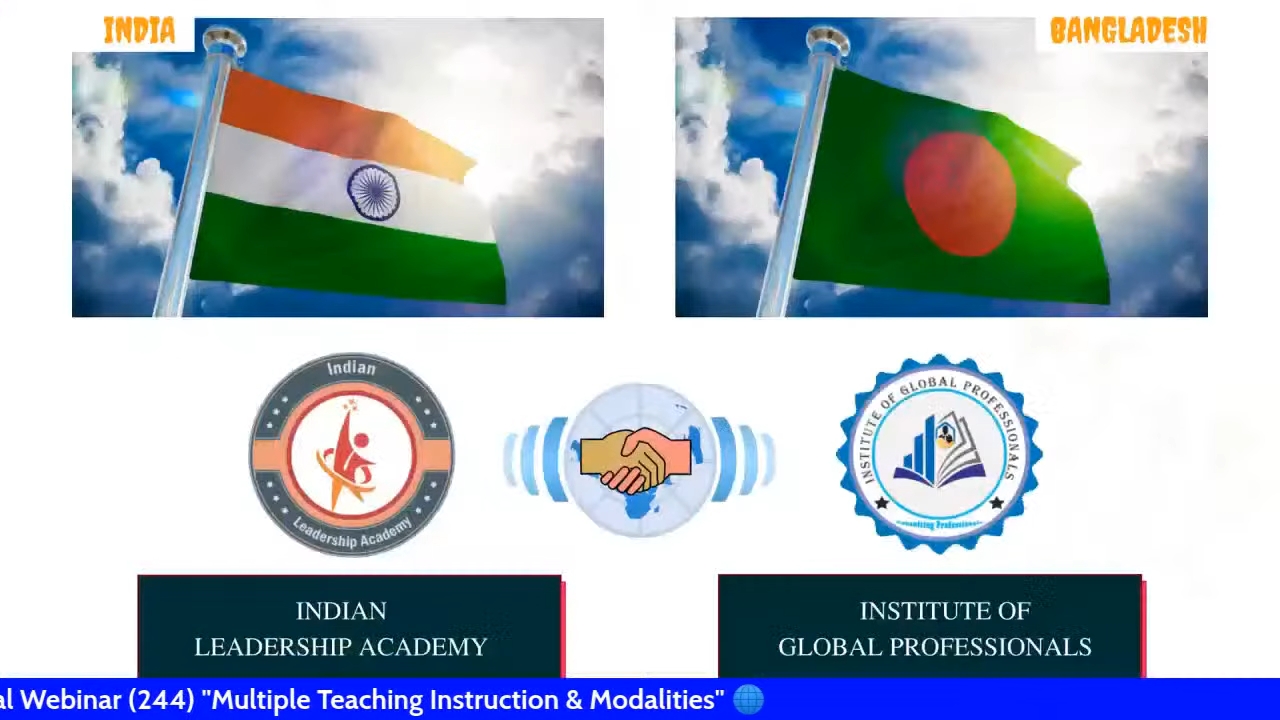 INDIA
BANGLADESH
Indian
Leadership Academy
INSTITUTE OF GLOBAL PROFESSIONALS
INDIAN
LEADERSHIP ACADEMY
INSTITUTE OF
GLOBAL PROFESSIONALS
al Webinar (244) "Multiple Teaching Instruction & Modalities"